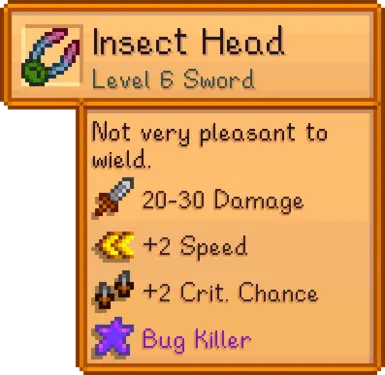 Insect Head
Level 6 Sword
Not very pleasant to
wield.
20-30 Damage
+2 Speed
+2 Crit. Chance
Bug Killer